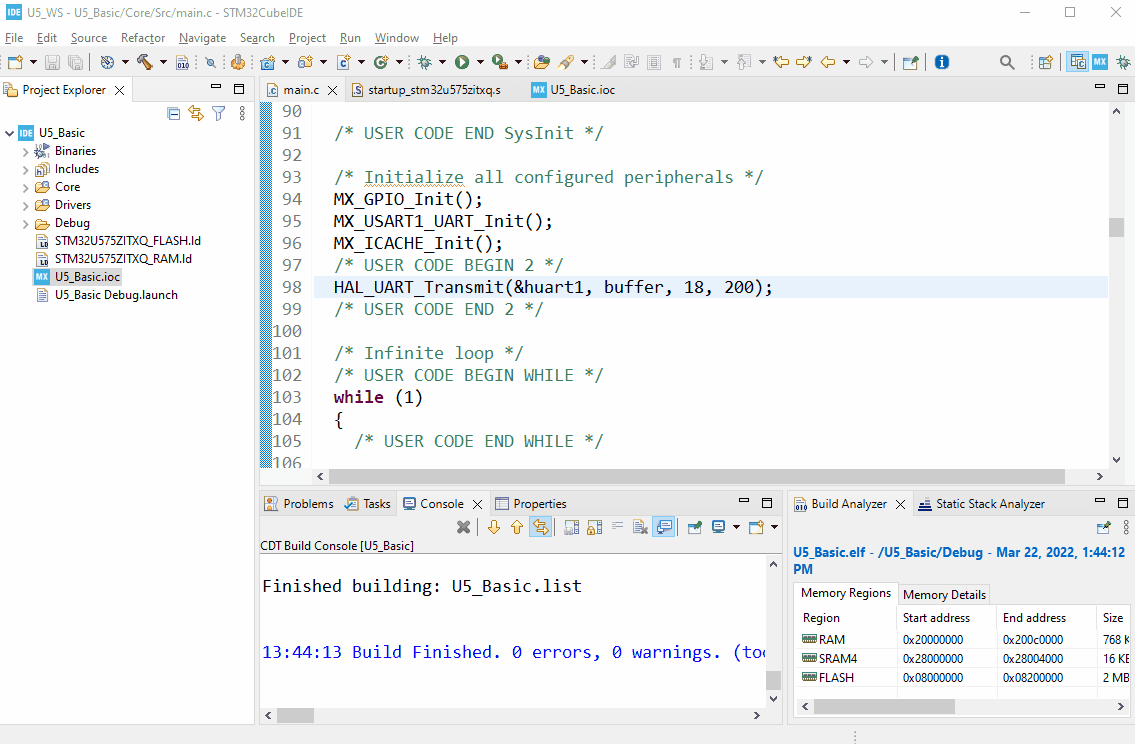 IDE U5_WS - U5_Basic/Core/Src/main.c - STM32CubeIDE
File Edit Source Refactor Navigate Search Project Run Window Help
Project Explorer
U5_Basic
Binaries
Includes
Core
Drivers
Debug
STM32U575ZITXQ_FLASH.ld
STM32U575ZITXQ_RAM.ld
MX U5_Basic.ioc
U5_Basic Debug.launch
main.c startup_stm32u575zitxq.s MX U5_Basic.ioc
90
91 /* USER CODE END SysInit */
92
93 /* Initialize all configured peripherals */
94 MX_GPIO_Init();
95 MX_USART1_UART_Init();
96 MX_ICACHE_Init();
97 /* USER CODE BEGIN 2 */
98 HAL_UART_Transmit(&huart1, buffer, 18, 200);
99 /* USER CODE END 2 */
100
101 /* Infinite loop */
102 /* USER CODE BEGIN WHILE */
103 while (1)
104 {
105 /* USER CODE END WHILE */
106
Problems Tasks Console Properties
CDT Build Console [U5_Basic]
Finished building: U5_Basic.list
13:44:13 Build Finished. 0 errors, 0 warnings. (too
Build Analyzer Static Stack Analyzer
U5_Basic.elf - /U5_Basic/Debug - Mar 22, 2022, 1:44:12
PM
Memory Regions Memory Details
Region Start address End address Size
RAM 0x20000000 0x200c0000 768 K
SRAM4 0x28000000 0x28004000 16 KB
FLASH 0x08000000 0x08200000 2 MB